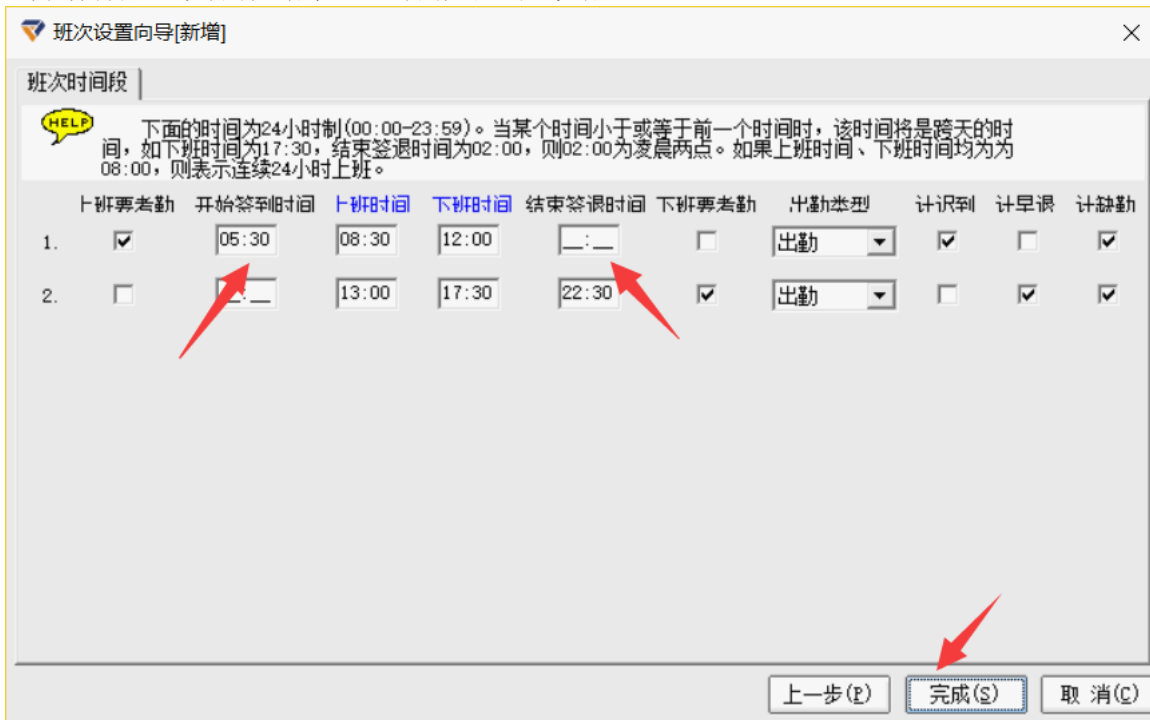 班次设置向导[新增]
班次时间段
HELP
下面的时间为24小时制(00:00-23:59)。当某个时间小于或等于前一个时间时，该时间将是跨天的时
间，如下班时间为17:30，结束签退时间为02:00，则02:00为凌晨两点。如果上班时间、下班时间均为为
08:00，则表示连续24小时上班。
上班要考勤 开始签到时间 上班时间 下班时间 结束签退时间 下班要考勤 出勤类型 计迟到 计早退 计缺勤
1. 05:30 08:30 12:00 __:__ 出勤
2. __:__ 13:00 17:30 22:30 出勤
上一步(P) 完成(S) 取 消(C)